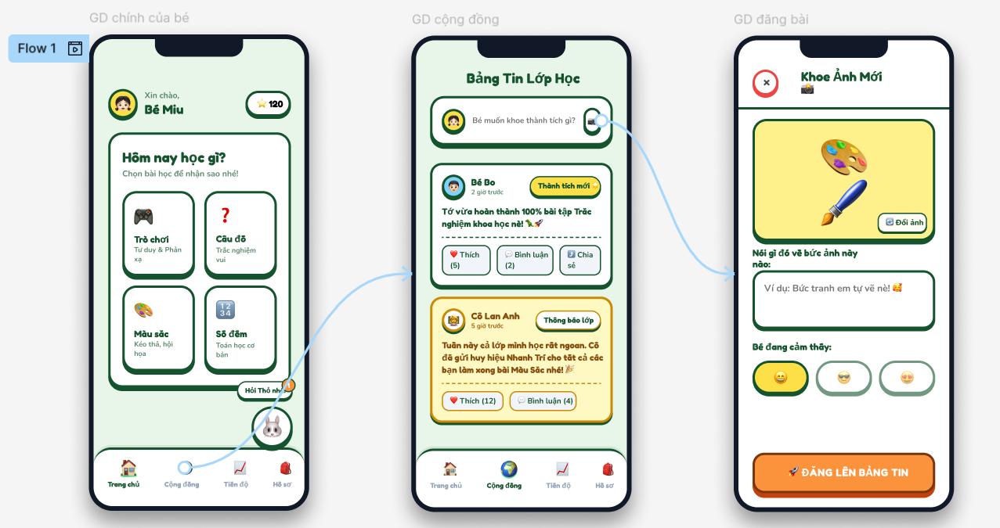 GD chính của bé
GD cộng đồng
GD đăng bài
Flow 1
Xin chào,
Bé Miu
120
Hôm nay học gì?
Chọn bài học để nhận sao nhé!
Trò chơi
Tư duy & Phản
xạ
Câu đố
Trắc nghiệm
vui
Màu sắc
Kéo thả, hội
họa
Số đếm
Toán học cơ
bản
Hỏi Thỏ
Trang chủ
Cộng đồng
Tiến độ
Hồ sơ
Bảng Tin Lớp Học
Bé muốn khoe thành tích gì?
Bé Bo
2 giờ trước
Thành tích mới
Tớ vừa hoàn thành 100% bài tập Trắc
nghiệm khoa học nè! 🦖🚀
❤️ Thích
(5)
💬 Bình luận
(2)
Chia
sẻ
Cô Lan Anh
5 giờ trước
Thông báo lớp
Tuần này cả lớp mình học rất ngoan. Cô
đã gửi huy hiệu Nhanh Trí cho tất cả các
bạn làm xong bài Màu Sắc nhé! 🎉
❤️ Thích (12)
💬 Bình luận (4)
Trang chủ
Cộng đồng
Tiến độ
Hồ sơ
×
Khoe Ảnh Mới
📸
🔄 Đổi ảnh
Nói gì đó về bức ảnh này
nào:
Ví dụ: Bức tranh em tự vẽ nè! 🥰
Bé đang cảm thấy:
🚀 ĐĂNG LÊN BẢNG TIN